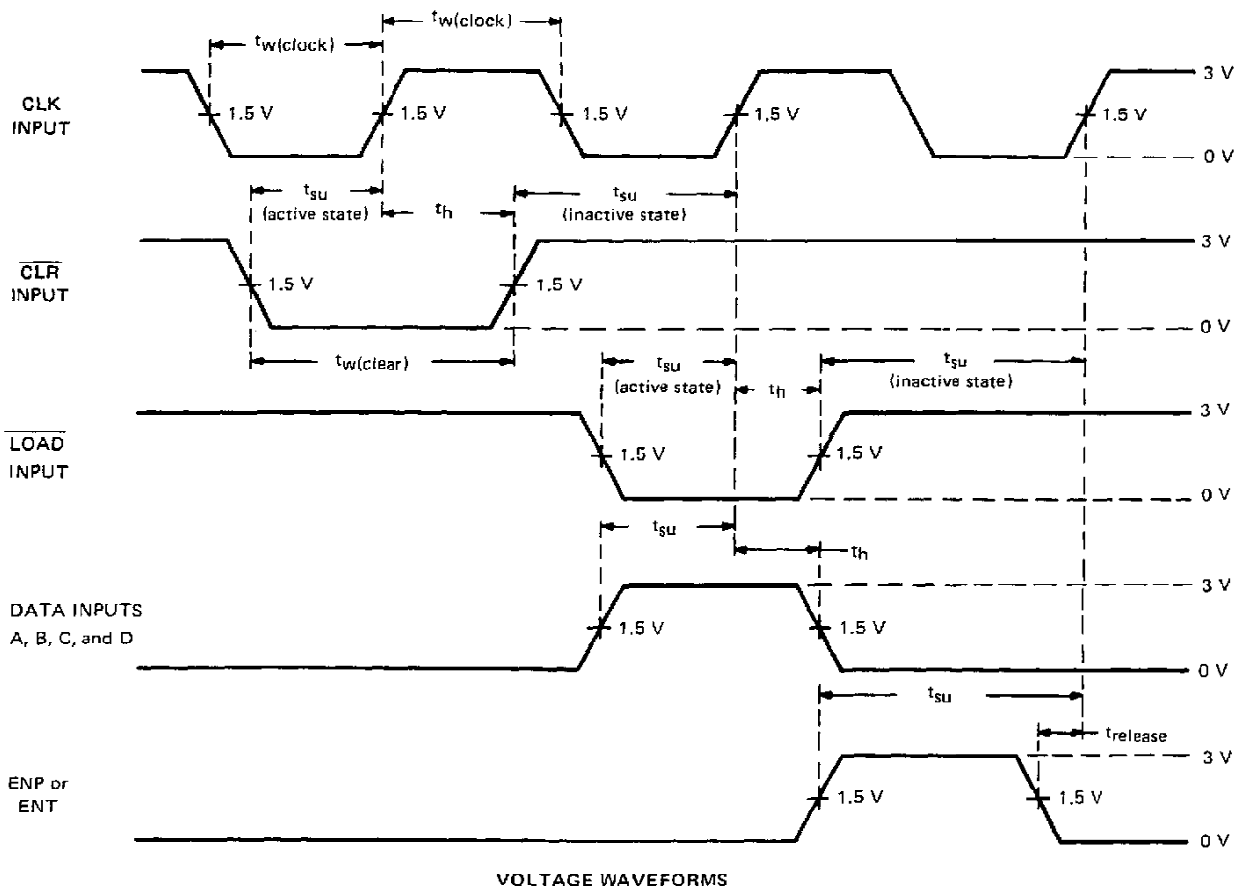 tw(clock)
tw(clock)
CLK
INPUT
1.5 V
1.5 V
1.5 V
1.5 V
1.5 V
3 V
0 V
tsu
(active state)
th
tsu
(inactive state)
CLR
INPUT
1.5 V
1.5 V
3 V
0 V
tw(clear)
tsu
(active state)
th
tsu
(inactive state)
LOAD
INPUT
1.5 V
1.5 V
3 V
0 V
tsu
th
DATA INPUTS
A, B, C, and D
1.5 V
1.5 V
3 V
0 V
tsu
trelease
ENP or
ENT
1.5 V
1.5 V
3 V
0 V
VOLTAGE WAVEFORMS